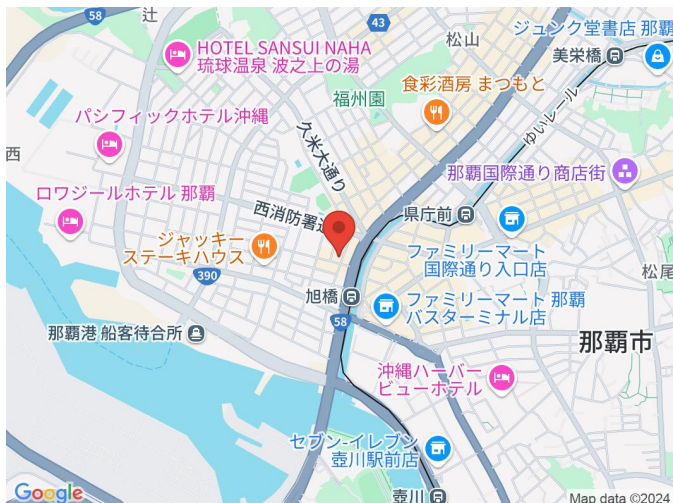 58
辻
43
松山
ジュンク堂書店 那覇
HOTEL SANSUI NAHA
琉球温泉 波之上の湯
美栄橋
食彩酒房 まつもと
福州園
パシフィックホテル沖縄
久米大通り
ゆいレール
西
那覇国際通り商店街
ロワジールホテル 那覇
西消防署通
県庁前
ジャッキー
ステーキハウス
ファミリーマート
国際通り入口店
松尾
390
旭橋
58
ファミリーマート 那覇
バスターミナル店
那覇港 船客待合所
那覇市
沖縄ハーバー
ビューホテル
セブン-イレブン
壺川駅前店
壺川
Google
Map data ©2024